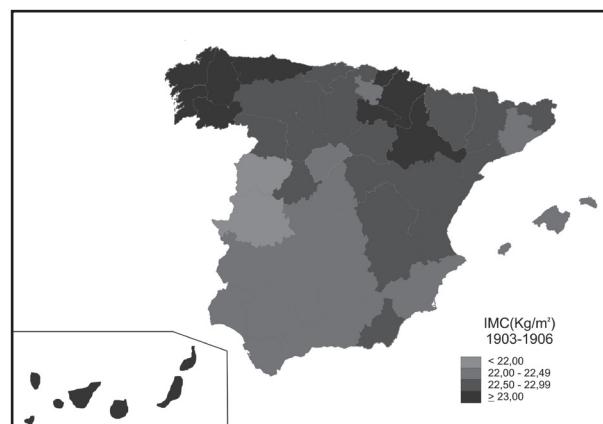 IMC(Kg/m²)
1903-1906
< 22,00
22,00 - 22,49
22,50 - 22,99
≥ 23,00